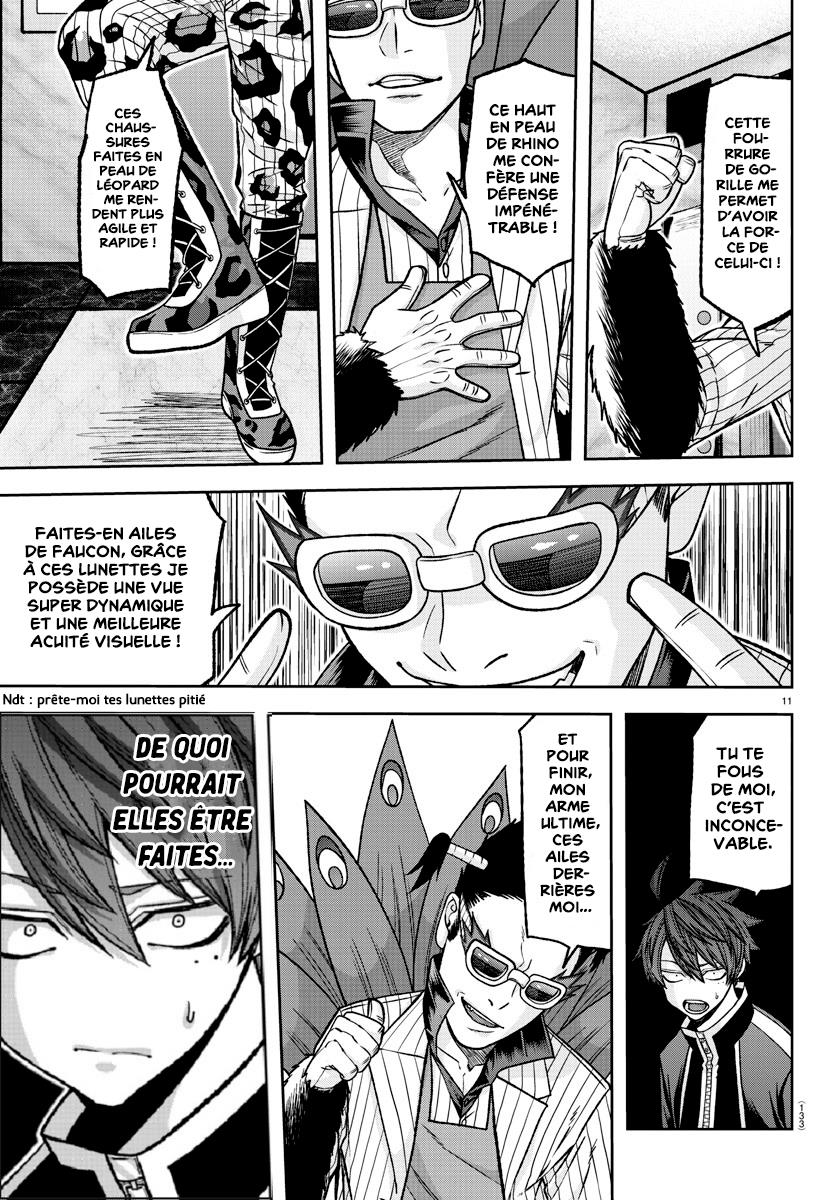 CETTE
FOUR-
RURE
DE GO-
RILLE ME
PERMET
D'AVOIR
LA FOR-
CE DE
CELUI-CI !
CE HAUT
EN PEAU
DE RHINO
ME CON-
FÈRE UNE
DÉFENSE
IMPÉNÉ-
TRABLE !
CES
CHAUS-
SURES
FAITES EN
PEAU DE
LÉOPARD
ME REN-
DENT PLUS
AGILE ET
RAPIDE !
FAITES-EN AILES
DE FAUCON, GRÂCE
À CES LUNETTES JE
POSSÈDE UNE VUE
SUPER DYNAMIQUE
ET UNE MEILLEURE
ACUITÉ VISUELLE !
Ndt : prête-moi tes lunettes pitié
11
TU TE
FOUS
DE MOI,
C'EST
INCONCE-
VABLE.
ET
POUR
FINIR,
MON
ARME
ULTIME,
CES
AILES
DER-
RIÈRES
MOI...
DE QUOI
POURRAIT
ELLES ÊTRE
FAITES...
(133)